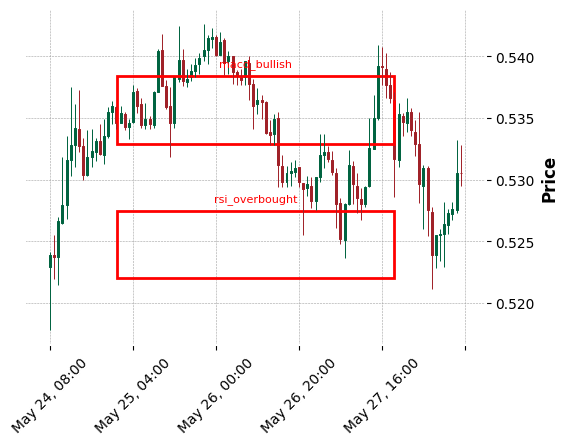 0.540
macd_bullish
0.535
0.530
Price
rsi_overbought
0.525
0.520
May 24, 08:00
May 25, 04:00
May 26, 00:00
May 26, 20:00
May 27, 16:00